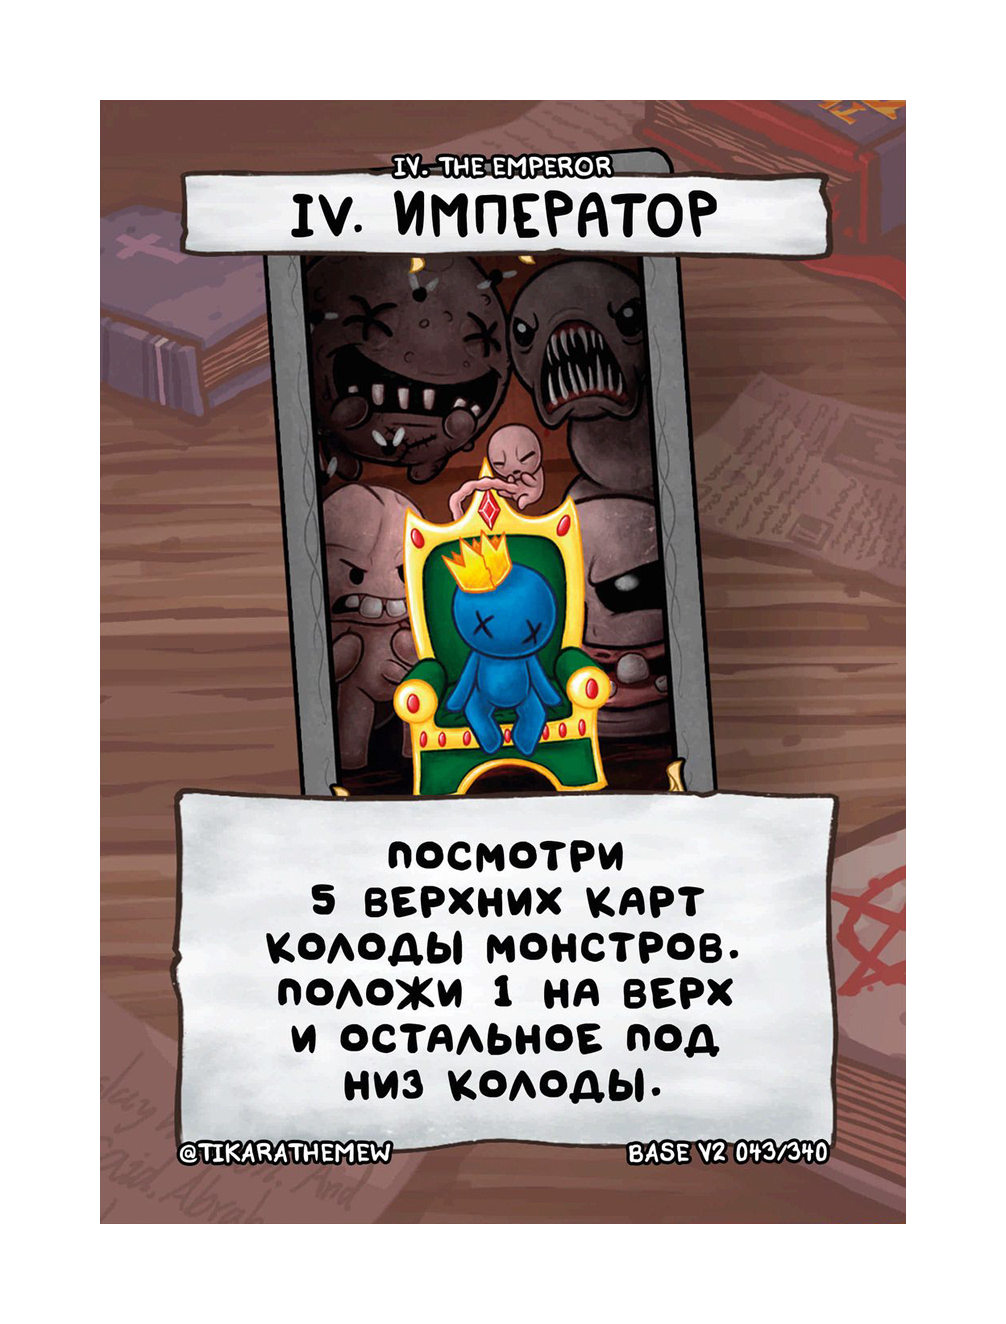 IV. THE EMPEROR
IV. ИМПЕРАТОР
ПОСМОТРИ
5 ВЕРХНИХ КАРТ
КОЛОДЫ МОНСТРОВ.
ПОЛОЖИ 1 НА ВЕРХ
И ОСТАЛЬНОЕ ПОД
НИЗ КОЛОДЫ.
@TIKARATHEMEW
BASE V2 043/340